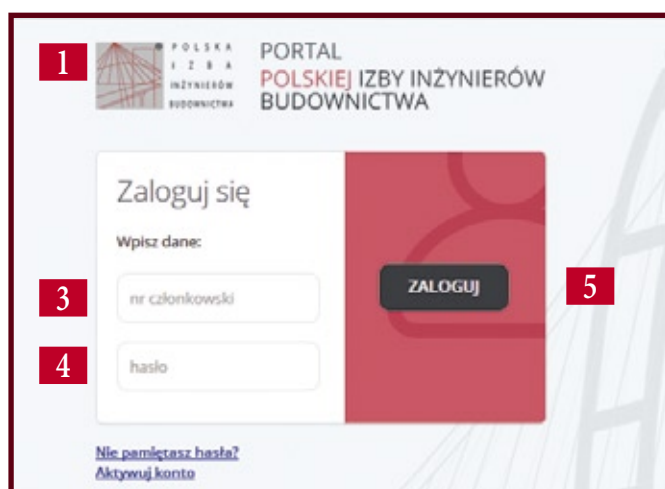 1
POLSKA
IZBA
INŻYNIERÓW
BUDOWNICTWA
PORTAL
POLSKIEJ IZBY INŻYNIERÓW
BUDOWNICTWA
Zaloguj się
Wpisz dane:
3
nr członkowski
ZALOGUJ
5
4
hasło
Nie pamiętasz hasła?
Aktywuj konto